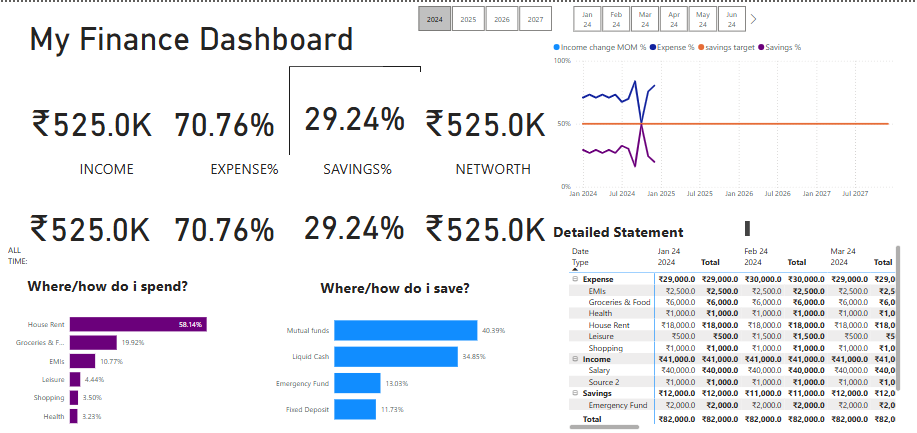 My Finance Dashboard
2024 2025 2026 2027
Jan 24 Feb 24 Mar 24 Apr 24 May 24 Jun 24
Income change MOM % Expense % savings target Savings %
100%
50%
0%
Jan 2024 Jul 2024 Jan 2025 Jul 2025 Jan 2026 Jul 2026 Jan 2027 Jul 2027
₹525.0K 70.76% 29.24% ₹525.0K
INCOME EXPENSE% SAVINGS% NETWORTH
₹525.0K 70.76% 29.24% ₹525.0K
ALL TIME:
Where/how do i spend?
House Rent 58.14%
Groceries & F... 19.92%
EMIs 10.77%
Leisure 4.44%
Shopping 3.50%
Health 3.23%
Where/how do i save?
Mutual funds 40.39%
Liquid Cash 34.85%
Emergency Fund 13.03%
Fixed Deposit 11.73%
Detailed Statement
Date Jan 24 Feb 24 Mar 24
Type 2024 Total 2024 Total 2024 Total
Expense ₹29,000.0 ₹29,000.0 ₹30,000.0 ₹30,000.0 ₹29,000.0 ₹29,0
EMIs ₹2,500.0 ₹2,500.0 ₹2,500.0 ₹2,500.0 ₹2,500.0 ₹2,5
Groceries & Food ₹6,000.0 ₹6,000.0 ₹6,000.0 ₹6,000.0 ₹6,000.0 ₹6,0
Health ₹1,000.0 ₹1,000.0 ₹1,000.0 ₹1,000.0 ₹1,000.0 ₹1,0
House Rent ₹18,000.0 ₹18,000.0 ₹18,000.0 ₹18,000.0 ₹18,000.0 ₹18,0
Leisure ₹500.0 ₹500.0 ₹1,500.0 ₹1,500.0 ₹500.0 ₹5
Shopping ₹1,000.0 ₹1,000.0 ₹1,000.0 ₹1,000.0 ₹1,000.0 ₹1,0
Income ₹41,000.0 ₹41,000.0 ₹41,000.0 ₹41,000.0 ₹41,000.0 ₹41,0
Salary ₹40,000.0 ₹40,000.0 ₹40,000.0 ₹40,000.0 ₹40,000.0 ₹40,0
Source 2 ₹1,000.0 ₹1,000.0 ₹1,000.0 ₹1,000.0 ₹1,000.0 ₹1,0
Savings ₹12,000.0 ₹12,000.0 ₹11,000.0 ₹11,000.0 ₹12,000.0 ₹12,0
Emergency Fund ₹2,000.0 ₹2,000.0 ₹2,000.0 ₹2,000.0 ₹2,000.0 ₹2,0
Total ₹82,000.0 ₹82,000.0 ₹82,000.0 ₹82,000.0 ₹82,000.0 ₹82,0